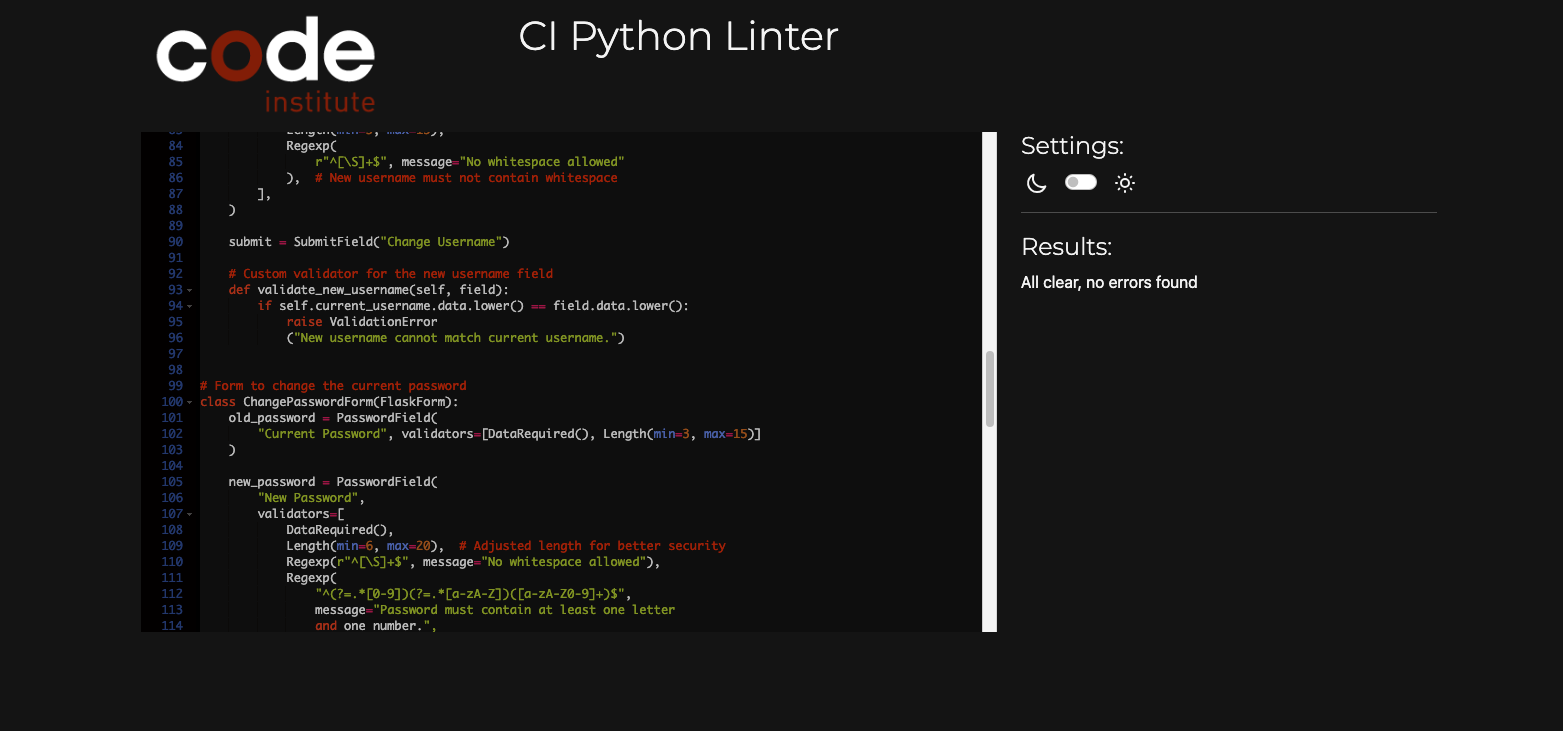 code
institute
CI Python Linter
83 Length(min=3, max=15),
84 Regexp(
85 r"^[\S]+$", message="No whitespace allowed"
86 ), # New username must not contain whitespace
87 ],
88 )
89
90 submit = SubmitField("Change Username")
91
92 # Custom validator for the new username field
93 def validate_new_username(self, field):
94 if self.current_username.data.lower() == field.data.lower():
95 raise ValidationError
96 ("New username cannot match current username.")
97
98
99 # Form to change the current password
100 class ChangePasswordForm(FlaskForm):
101 old_password = PasswordField(
102 "Current Password", validators=[DataRequired(), Length(min=3, max=15)]
103 )
104
105 new_password = PasswordField(
106 "New Password",
107 validators=[
108 DataRequired(),
109 Length(min=6, max=20), # Adjusted length for better security
110 Regexp(r"^[\S]+$", message="No whitespace allowed"),
111 Regexp(
112 "^(?=.*[0-9])(?=.*[a-zA-Z])([a-zA-Z0-9]+)$",
113 message="Password must contain at least one letter
114 and one number.",
Settings:
Results:
All clear, no errors found